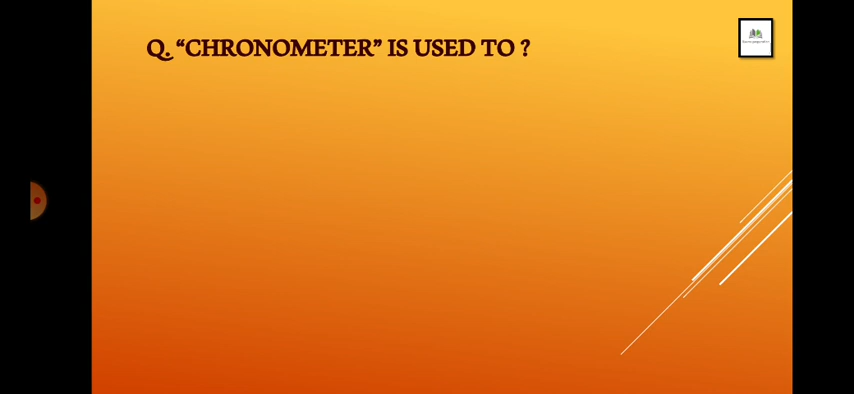 Q. “CHRONOMETER” IS USED TO ?